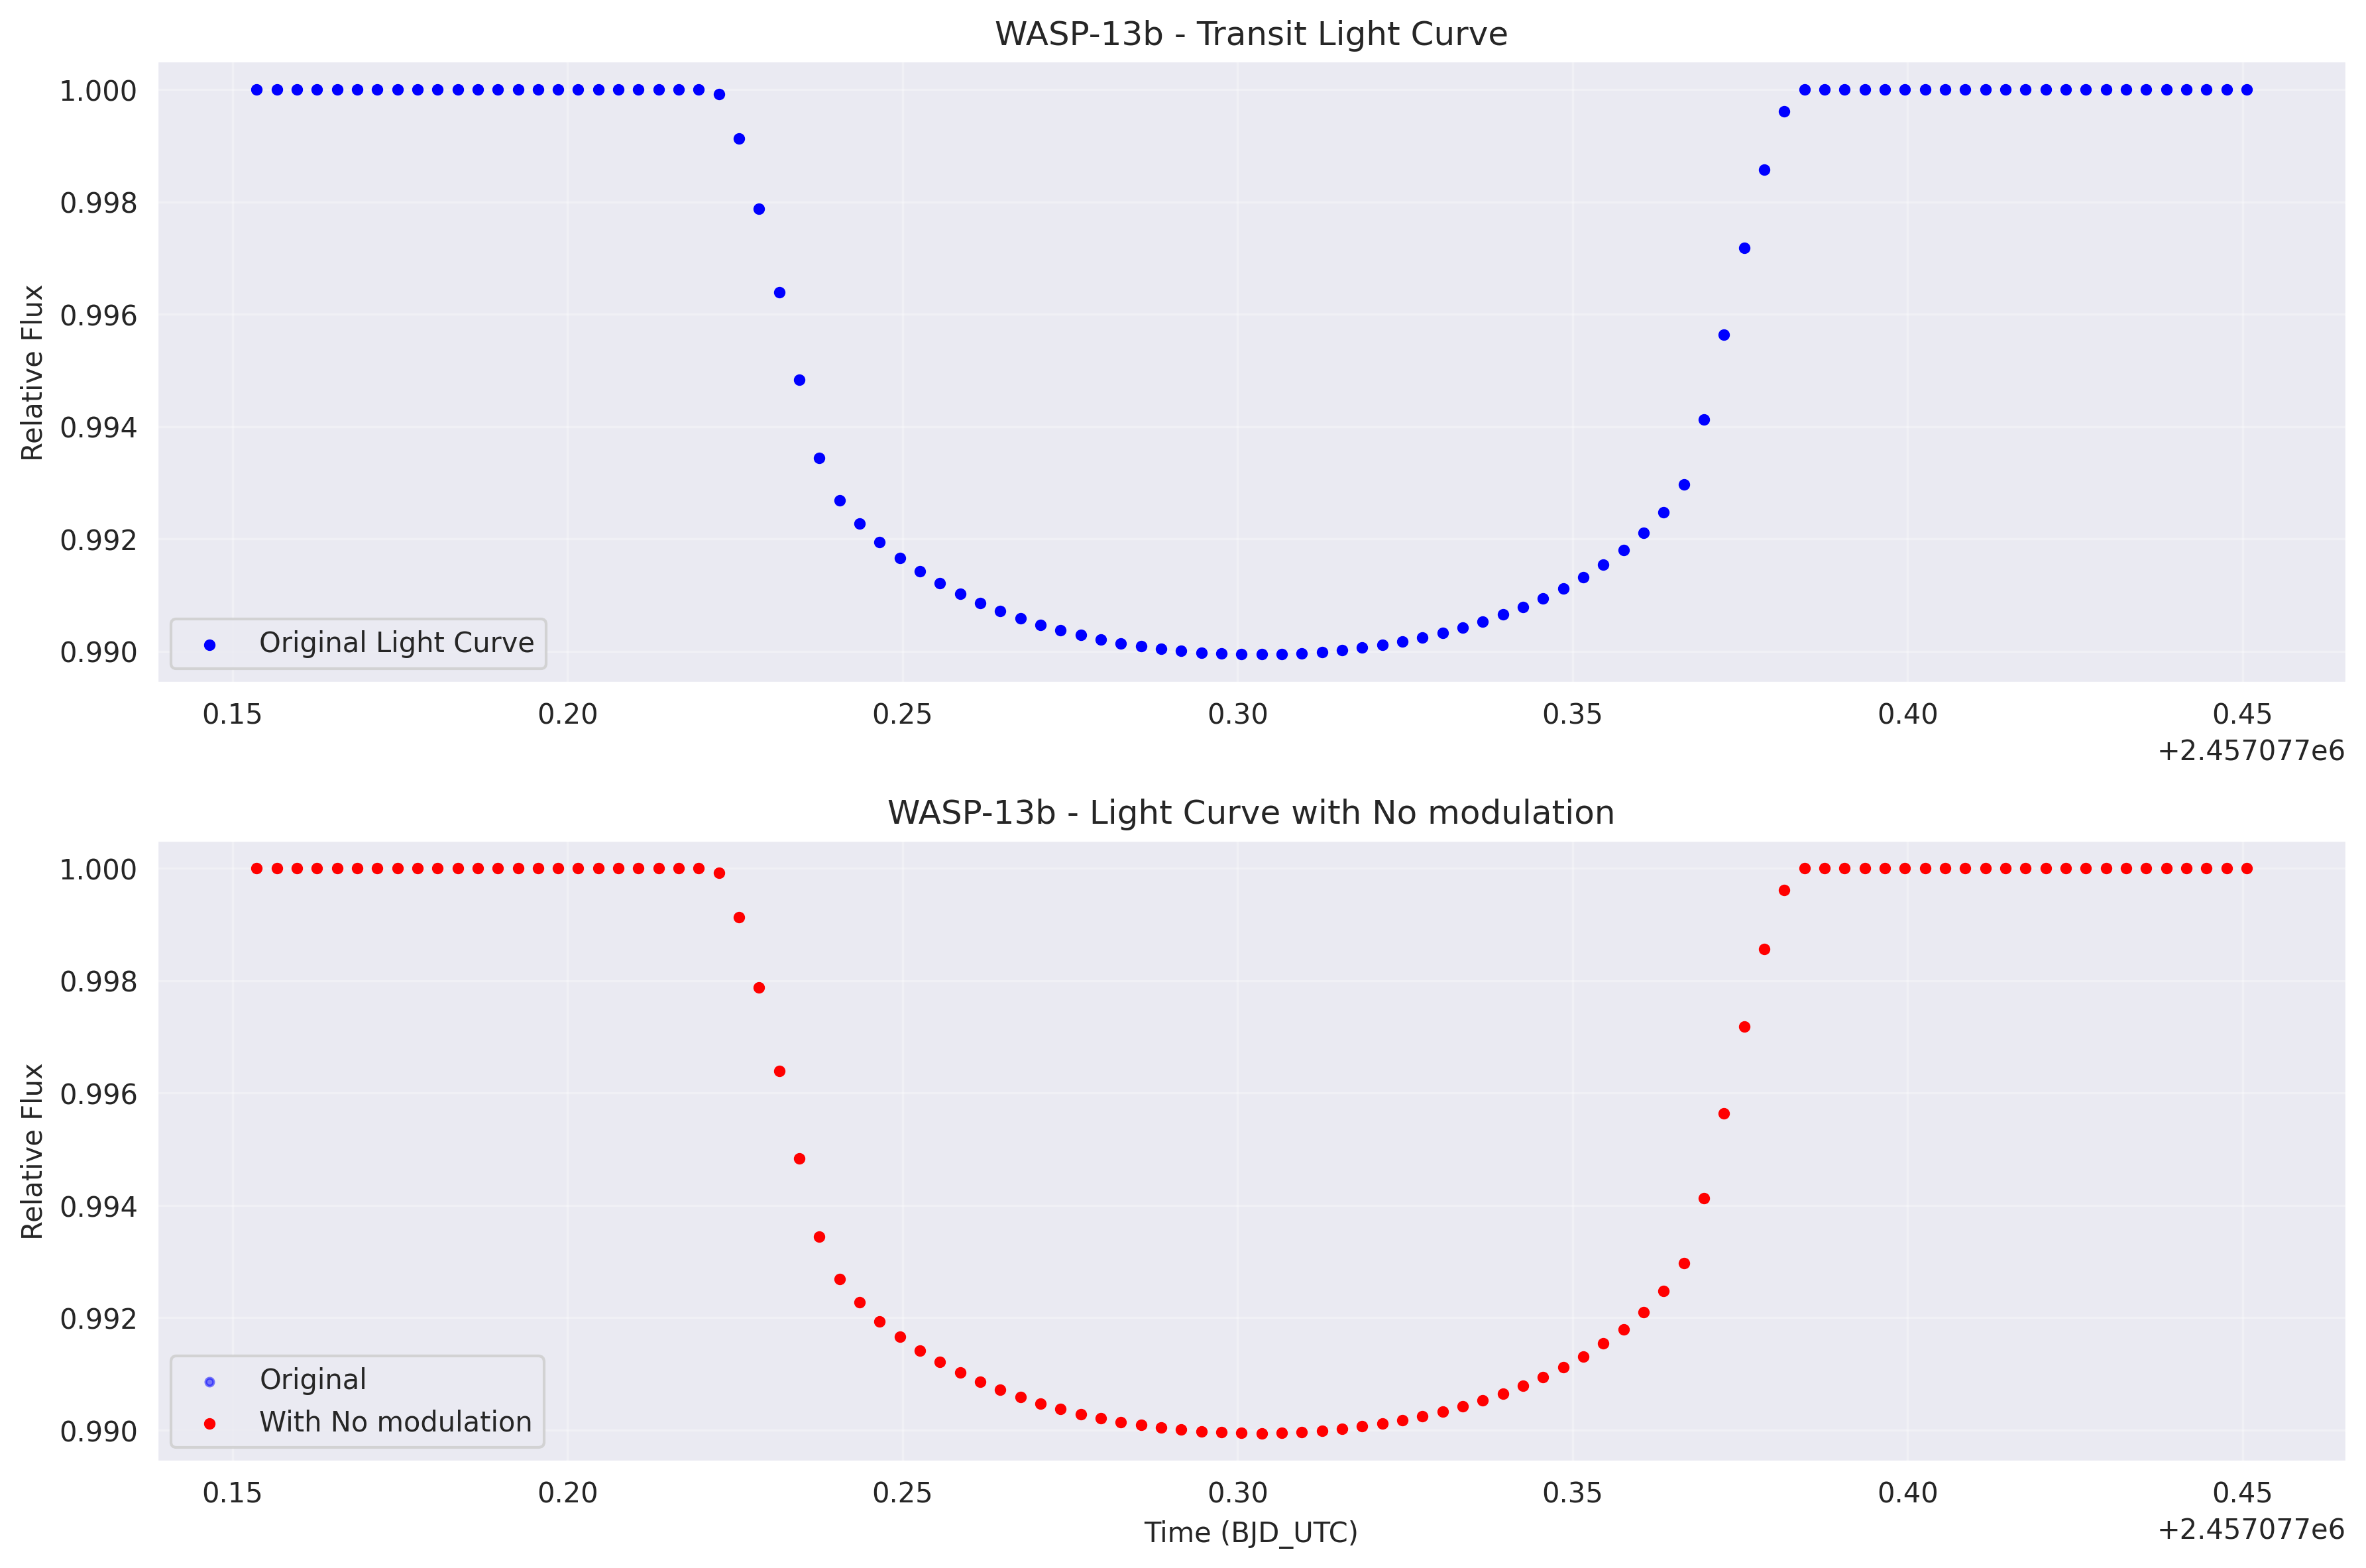 WASP-13b - Transit Light Curve
Relative Flux
1.000
0.998
0.996
0.994
0.992
0.990
Original Light Curve
0.15 0.20 0.25 0.30 0.35 0.40 0.45
+2.457077e6
WASP-13b - Light Curve with No modulation
Relative Flux
1.000
0.998
0.996
0.994
0.992
0.990
Original
With No modulation
0.15 0.20 0.25 0.30 0.35 0.40 0.45
Time (BJD_UTC)
+2.457077e6